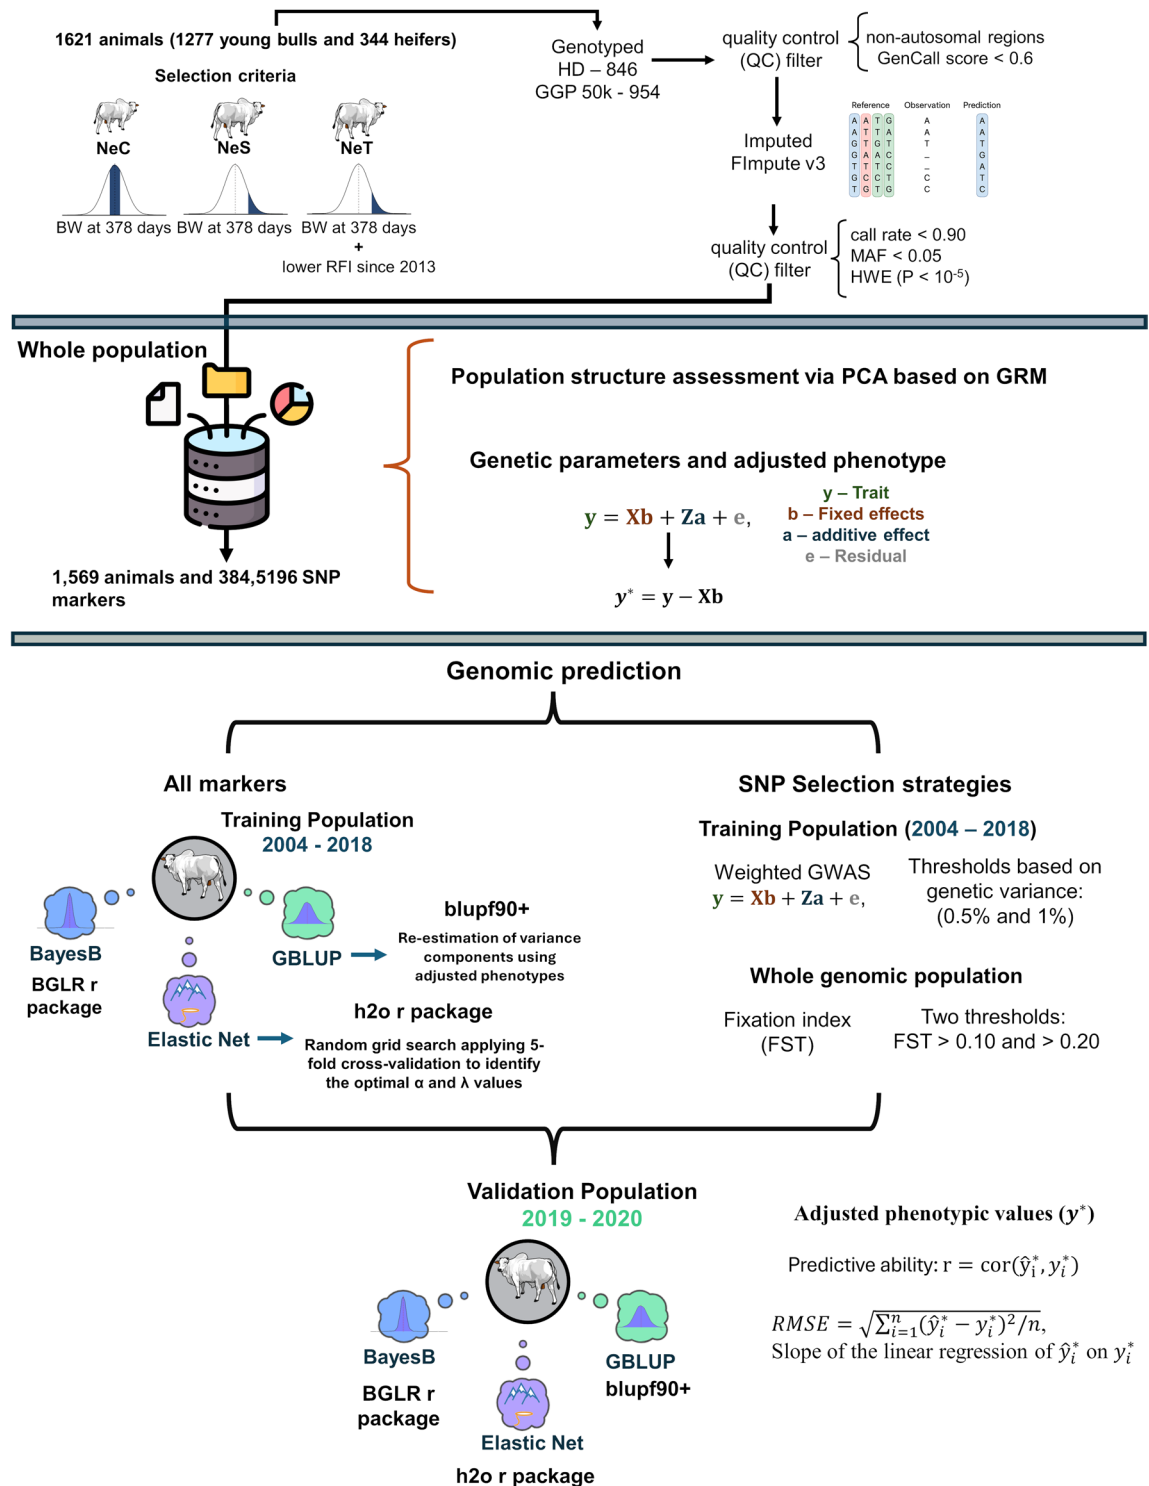 1621 animals (1277 young bulls and 344 heifers)
Selection criteria
NeC
NeS
NeT
BW at 378 days
BW at 378 days
BW at 378 days
+
lower RFI since 2013
Genotyped
HD – 846
GGP 50k - 954
quality control
(QC) filter
non-autosomal regions
GenCall score < 0.6
Imputed
FImpute v3
Reference Observation Prediction
A A T G A A
A T T A A A
G T G T T T
G A A C _ G
T T C C _ A
G C T T C T
T G T G C C
quality control
(QC) filter
call rate < 0.90
MAF < 0.05
HWE (P < 10⁻⁵)
Whole population
1,569 animals and 384,5196 SNP
markers
Population structure assessment via PCA based on GRM
Genetic parameters and adjusted phenotype
y = Xb + Za + e,
y – Trait
b – Fixed effects
a – additive effect
e – Residual
y* = y − Xb
Genomic prediction
All markers
Training Population
2004 - 2018
BayesB
BGLR r
package
GBLUP
blupf90+
Re-estimation of variance
components using
adjusted phenotypes
Elastic Net
h2o r package
Random grid search applying 5-
fold cross-validation to identify
the optimal α and λ values
SNP Selection strategies
Training Population (2004 – 2018)
Weighted GWAS
y = Xb + Za + e,
Thresholds based on
genetic variance:
(0.5% and 1%)
Whole genomic population
Fixation index
(FST)
Two thresholds:
FST > 0.10 and > 0.20
Validation Population
2019 - 2020
BayesB
BGLR r
package
GBLUP
blupf90+
Elastic Net
h2o r package
Adjusted phenotypic values (y*)
Predictive ability: r = cor(ŷᵢ*, yᵢ*)
RMSE = √∑ⁿᵢ₌₁(ŷᵢ* − yᵢ*)²/n,
Slope of the linear regression of ŷᵢ* on yᵢ*